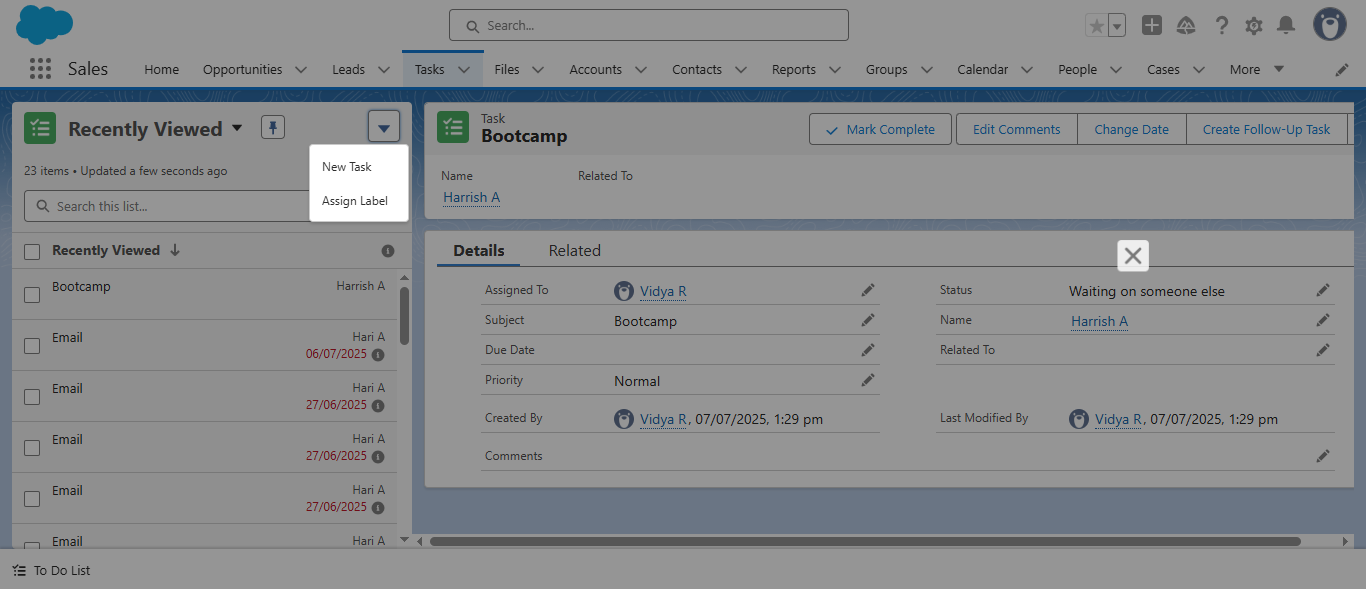 Search...
Sales
Home
Opportunities
Leads
Tasks
Files
Accounts
Contacts
Reports
Groups
Calendar
People
Cases
More
Recently Viewed
23 items • Updated a few seconds ago
New Task
Assign Label
Search this list...
Recently Viewed
Bootcamp
Harrish A
Email
Hari A
06/07/2025
Email
Hari A
27/06/2025
Email
Hari A
27/06/2025
Email
Hari A
27/06/2025
Email
Hari A
Task
Bootcamp
Mark Complete
Edit Comments
Change Date
Create Follow-Up Task
Name
Related To
Harrish A
Details
Related
Assigned To
Vidya R
Status
Waiting on someone else
Subject
Bootcamp
Name
Harrish A
Due Date
Related To
Priority
Normal
Created By
Vidya R, 07/07/2025, 1:29 pm
Last Modified By
Vidya R, 07/07/2025, 1:29 pm
Comments
To Do List